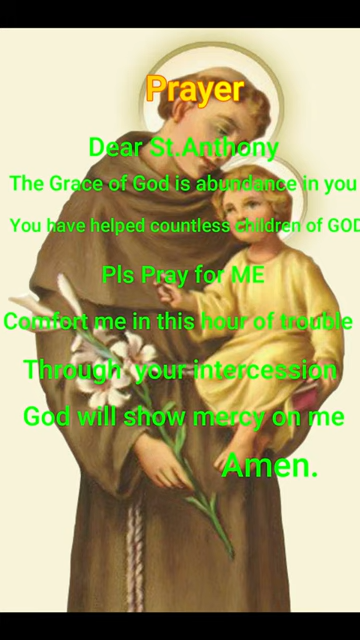 Prayer
Dear St.Anthony
The Grace of God is abundance in you
You have helped countless children of GOD
Pls Pray for ME
Comfort me in this hour of trouble
Through your intercession
God will show mercy on me
Amen.